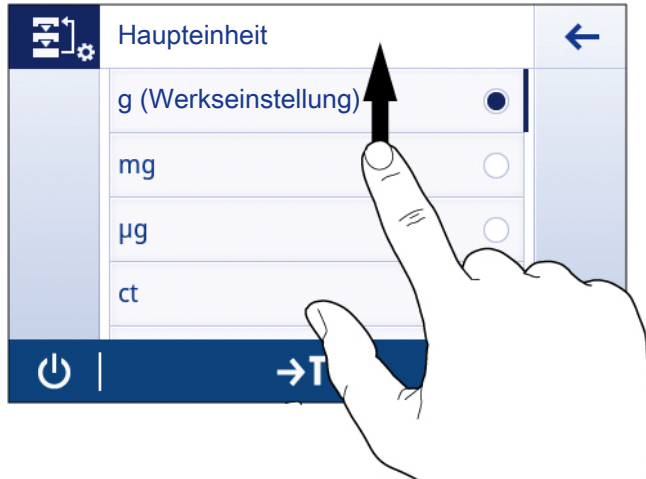 Haupteinheit
g (Werkseinstellung)
mg
µg
ct
→T